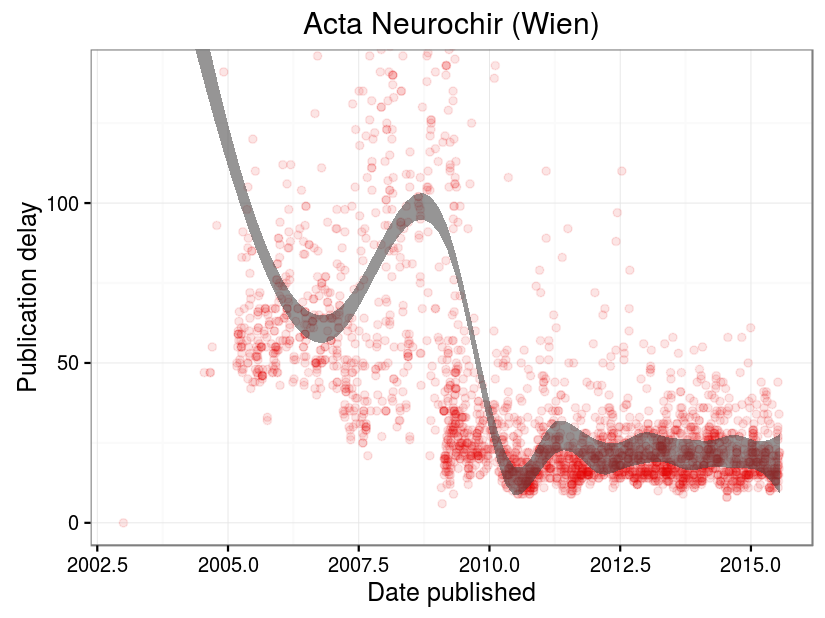 Acta Neurochir (Wien)
Publication delay
100
50
0
2002.5 2005.0 2007.5 2010.0 2012.5 2015.0
Date published